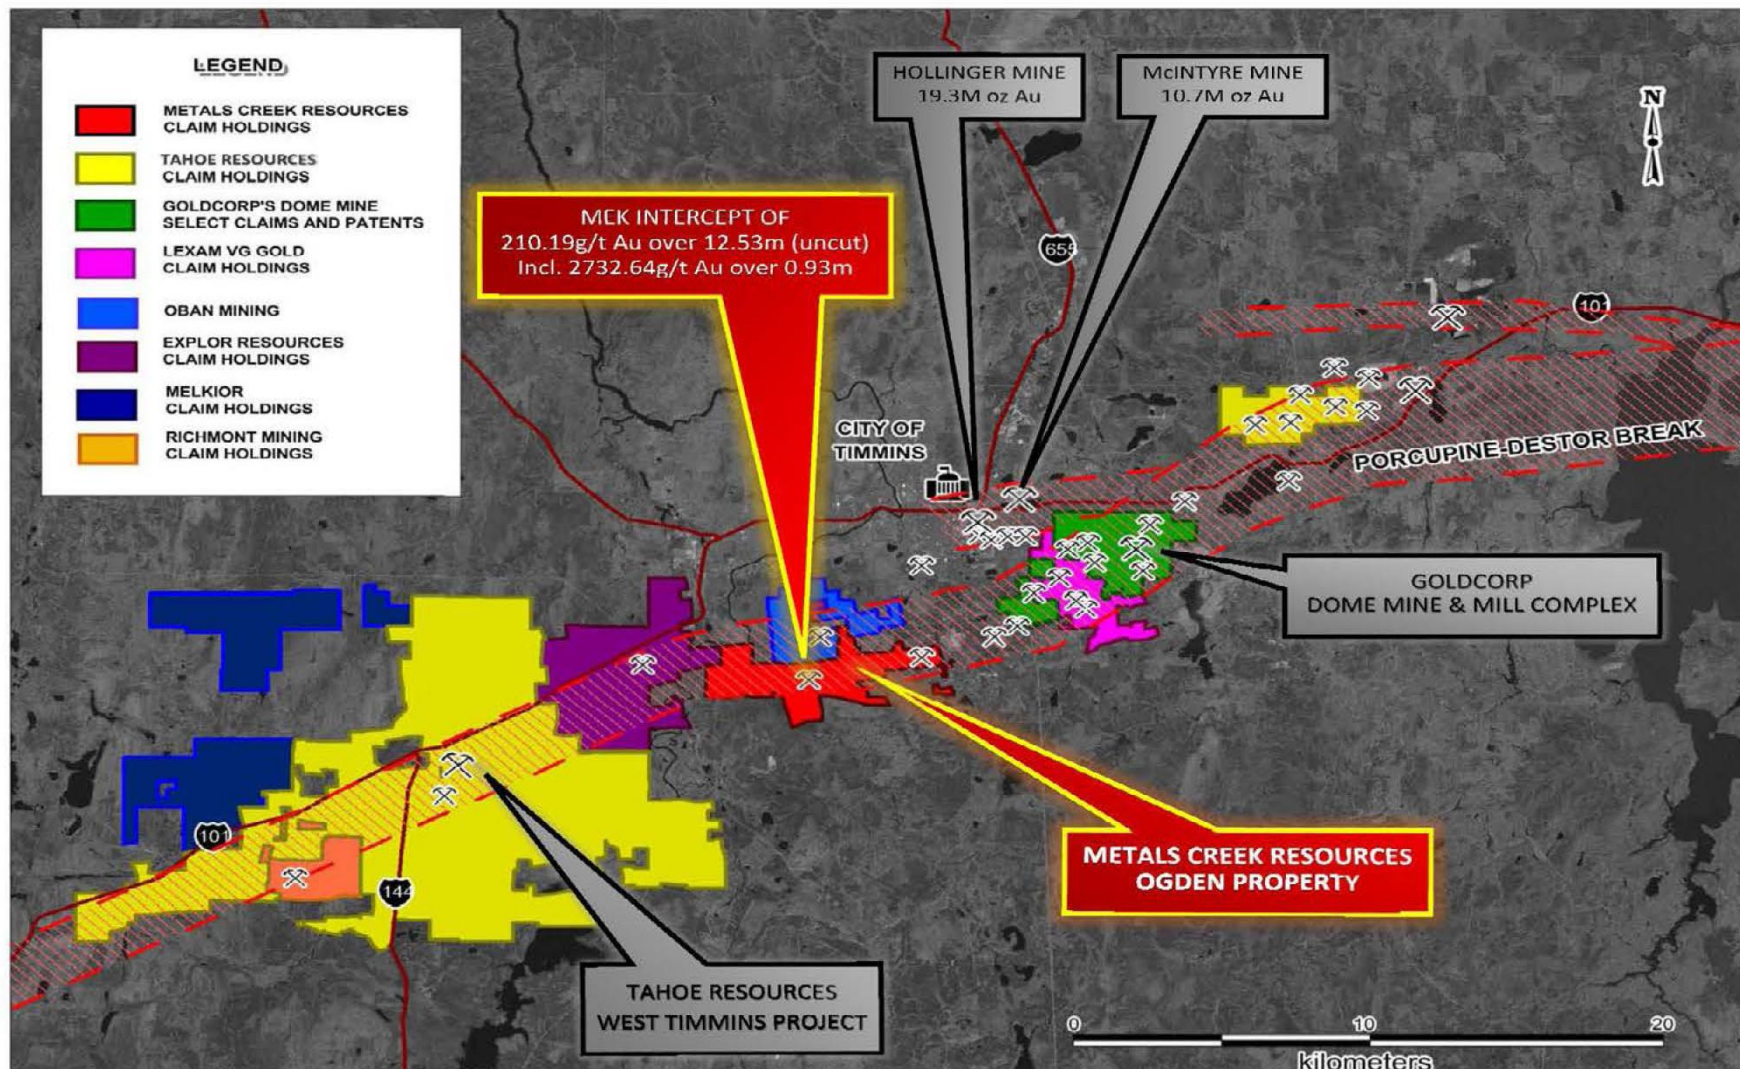 LEGEND
METALS CREEK RESOURCES
CLAIM HOLDINGS
TAHOE RESOURCES
CLAIM HOLDINGS
GOLDCORP'S DOME MINE
SELECT CLAIMS AND PATENTS
LEXAM VG GOLD
CLAIM HOLDINGS
OBAN MINING
EXPLOR RESOURCES
CLAIM HOLDINGS
MELKIOR
CLAIM HOLDINGS
RICHMONT MINING
CLAIM HOLDINGS
HOLLINGER MINE
19.3M oz Au
McINTYRE MINE
10.7M oz Au
N
MEK INTERCEPT OF
210.19g/t Au over 12.53m (uncut)
Incl. 2732.64g/t Au over 0.93m
655
101
CITY OF
TIMMINS
PORCUPINE-DESTOR BREAK
GOLDCORP
DOME MINE & MILL COMPLEX
101
144
METALS CREEK RESOURCES
OGDEN PROPERTY
TAHOE RESOURCES
WEST TIMMINS PROJECT
0 10 20
kilometers